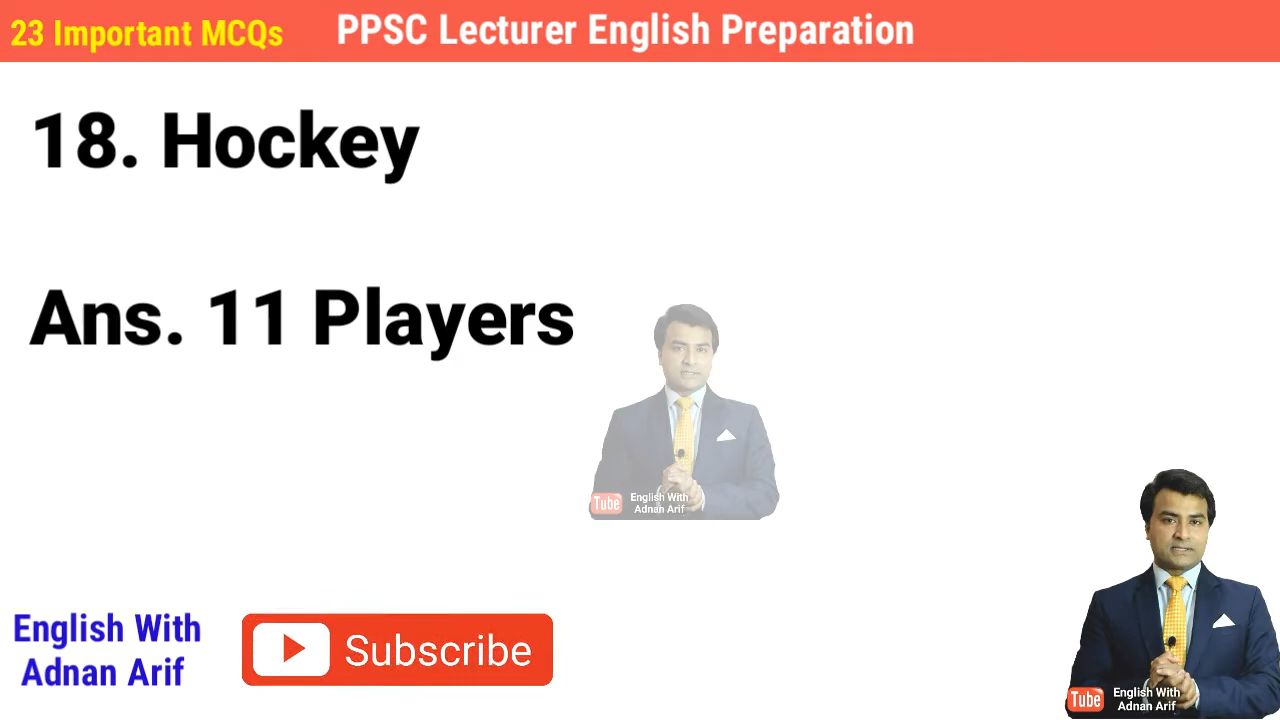 23 Important MCQs
PPSC Lecturer English Preparation
18. Hockey
Ans. 11 Players
Tube
English With
Adnan Arif
English With
Adnan Arif
Subscribe
Tube
English With
Adnan Arif